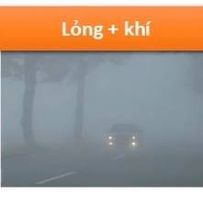 Lỏng + khí